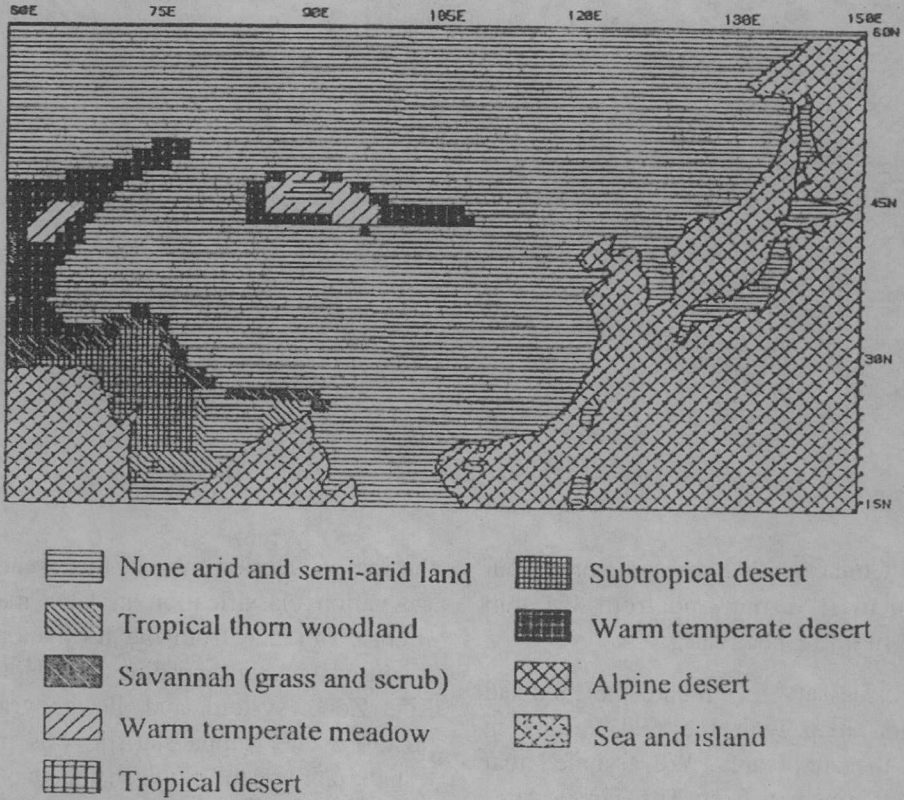 60E 75E 90E 105E 120E 130E 150E
60N
45N
30N
15N
None arid and semi-arid land
Tropical thorn woodland
Savannah (grass and scrub)
Warm temperate meadow
Tropical desert
Subtropical desert
Warm temperate desert
Alpine desert
Sea and island